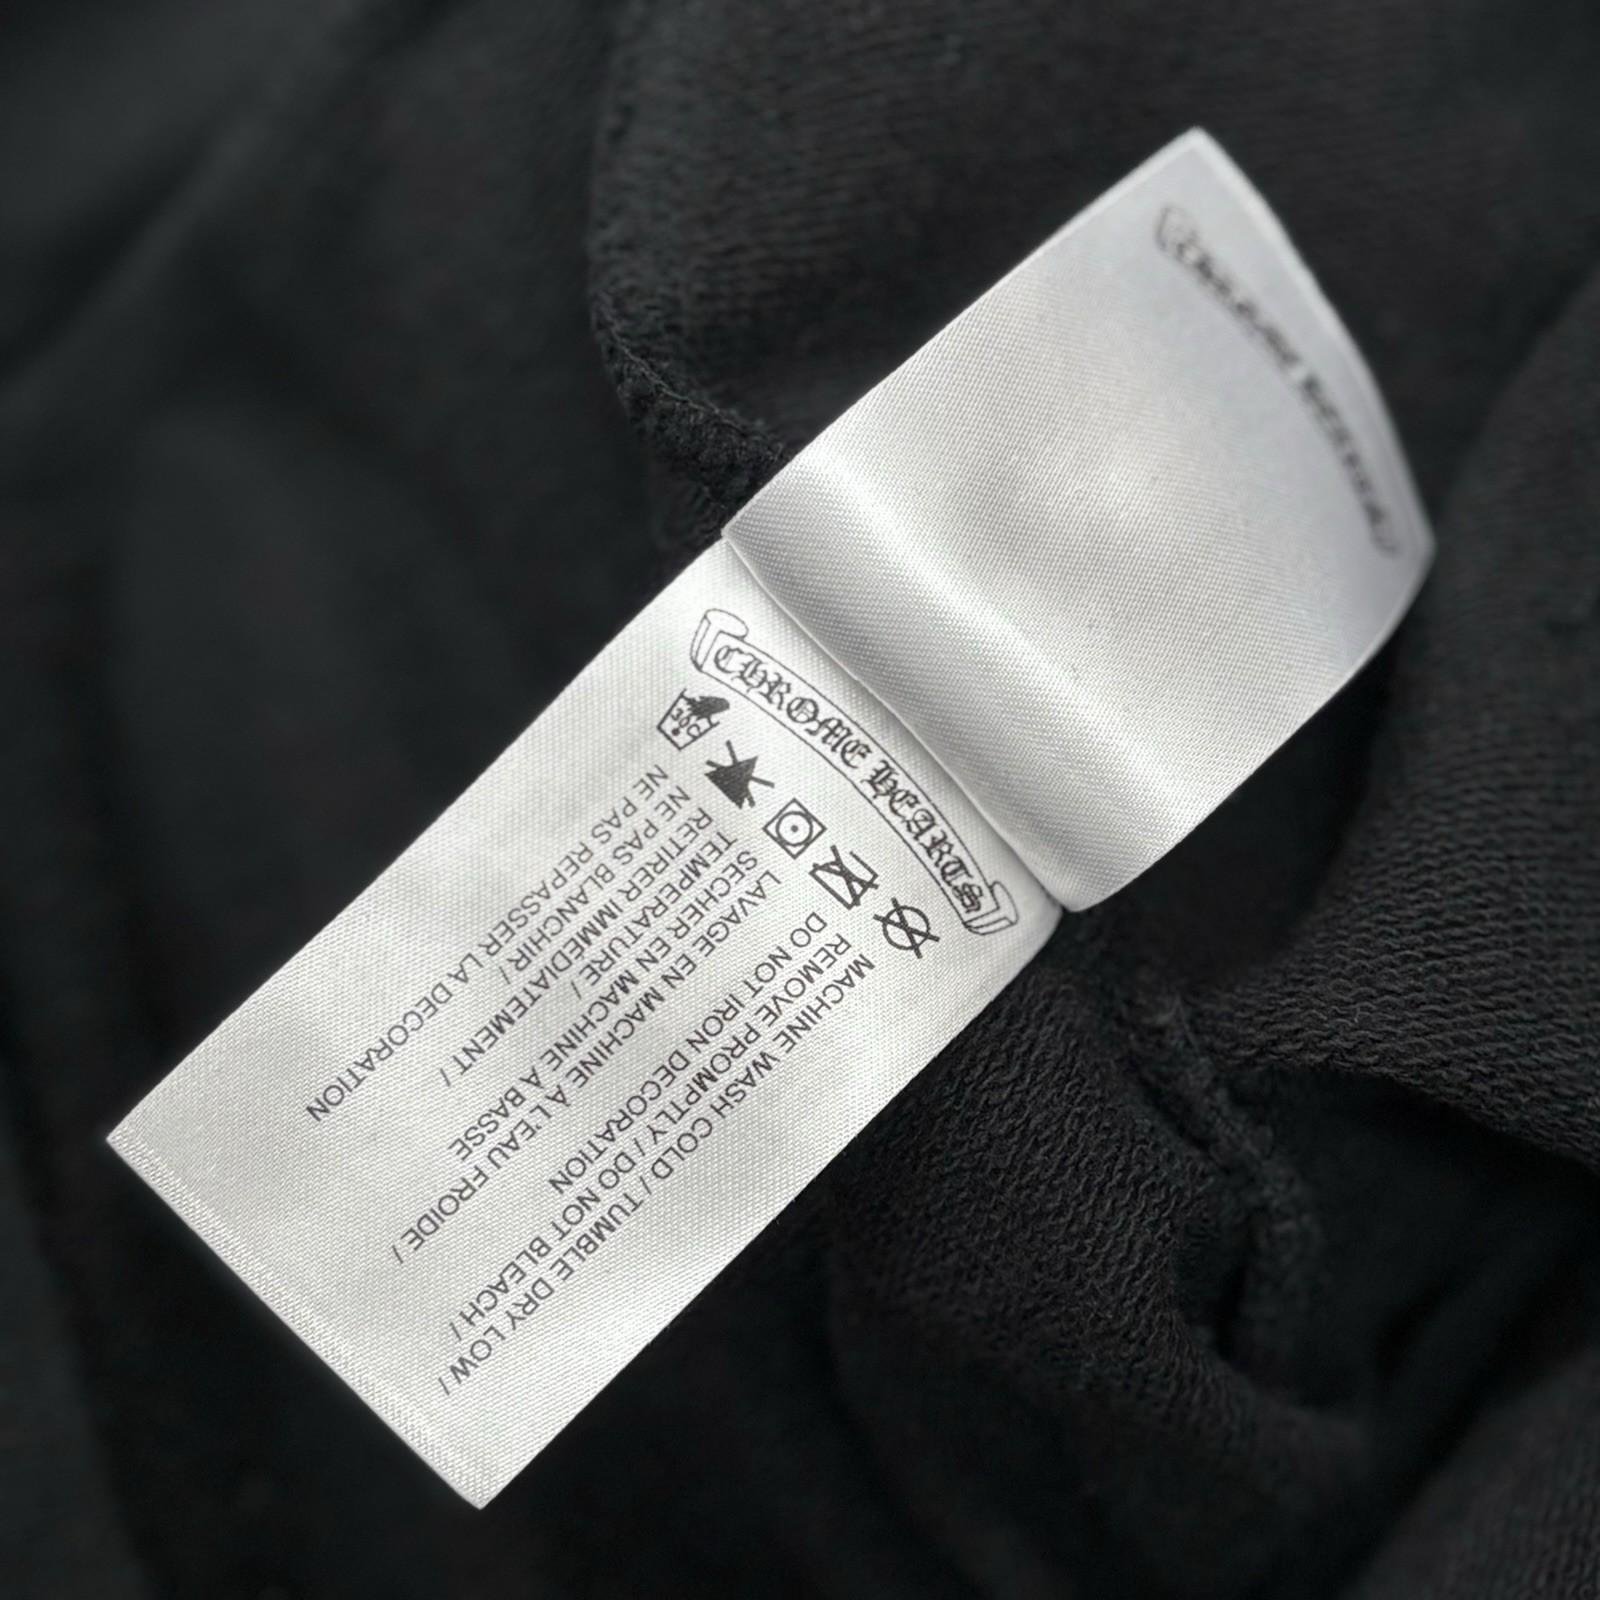 CHROME HEARTS
30C
MACHINE WASH COLD / TUMBLE DRY LOW /
REMOVE PROMPTLY / DO NOT BLEACH /
DO NOT IRON DECORATION
LAVAGE EN MACHINE À L'EAU FROIDE /
SECHER EN MACHINE À BASSE
TEMPERATURE /
RETIRER IMMEDIATEMENT /
NE PAS BLANCHIR /
NE PAS REPASSER LA DECORATION